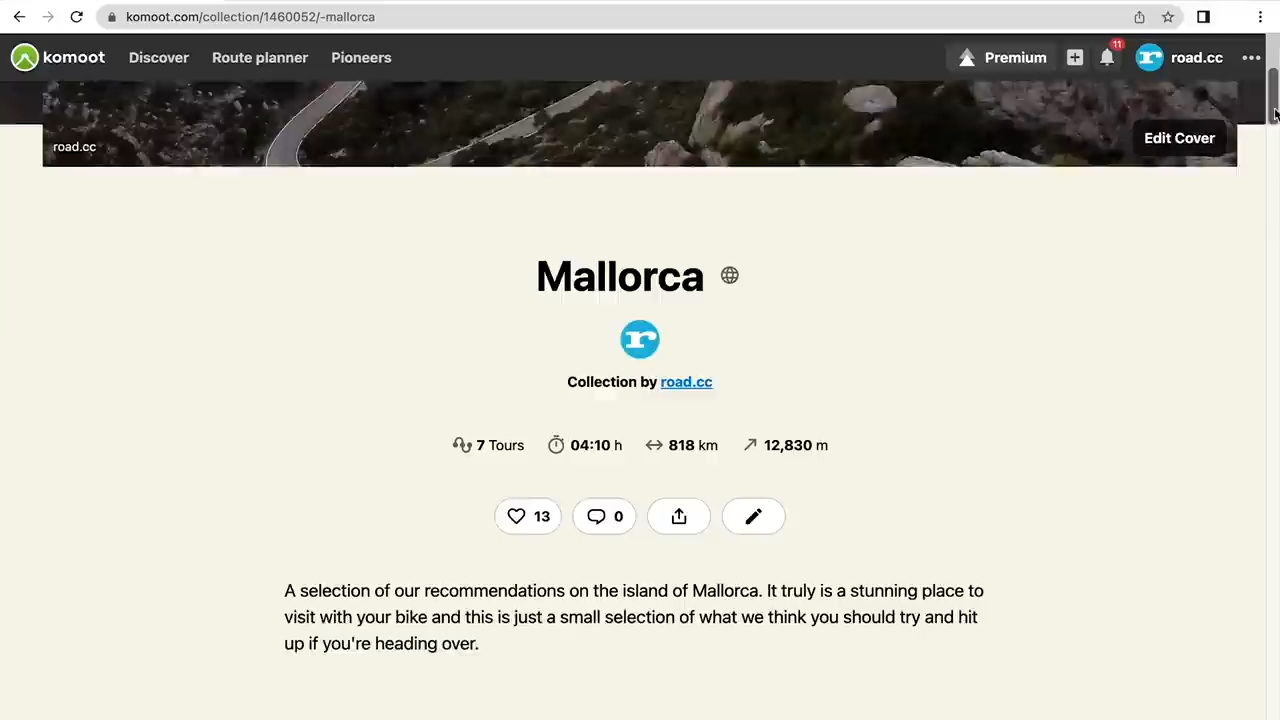 komoot.com/collection/1460052/-mallorca
komoot Discover Route planner Pioneers Premium 11 r road.cc
road.cc
Edit Cover
Mallorca
r
Collection by road.cc
7 Tours 04:10 h 818 km 12,830 m
13 0
A selection of our recommendations on the island of Mallorca. It truly is a stunning place to
visit with your bike and this is just a small selection of what we think you should try and hit
up if you're heading over.